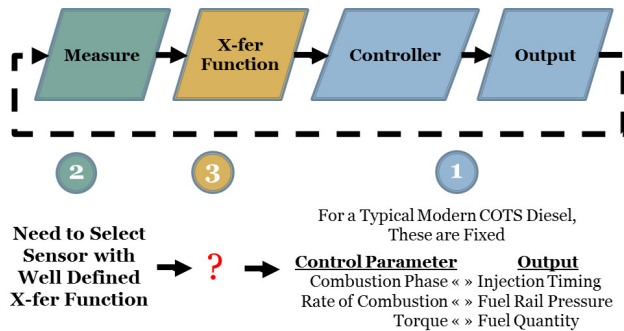 Measure
X-fer
Function
Controller
Output
2
3
1
Need to Select
Sensor with
Well Defined
X-fer Function
?
For a Typical Modern COTS Diesel,
These are Fixed
Control Parameter Output
Combustion Phase « » Injection Timing
Rate of Combustion « » Fuel Rail Pressure
Torque « » Fuel Quantity